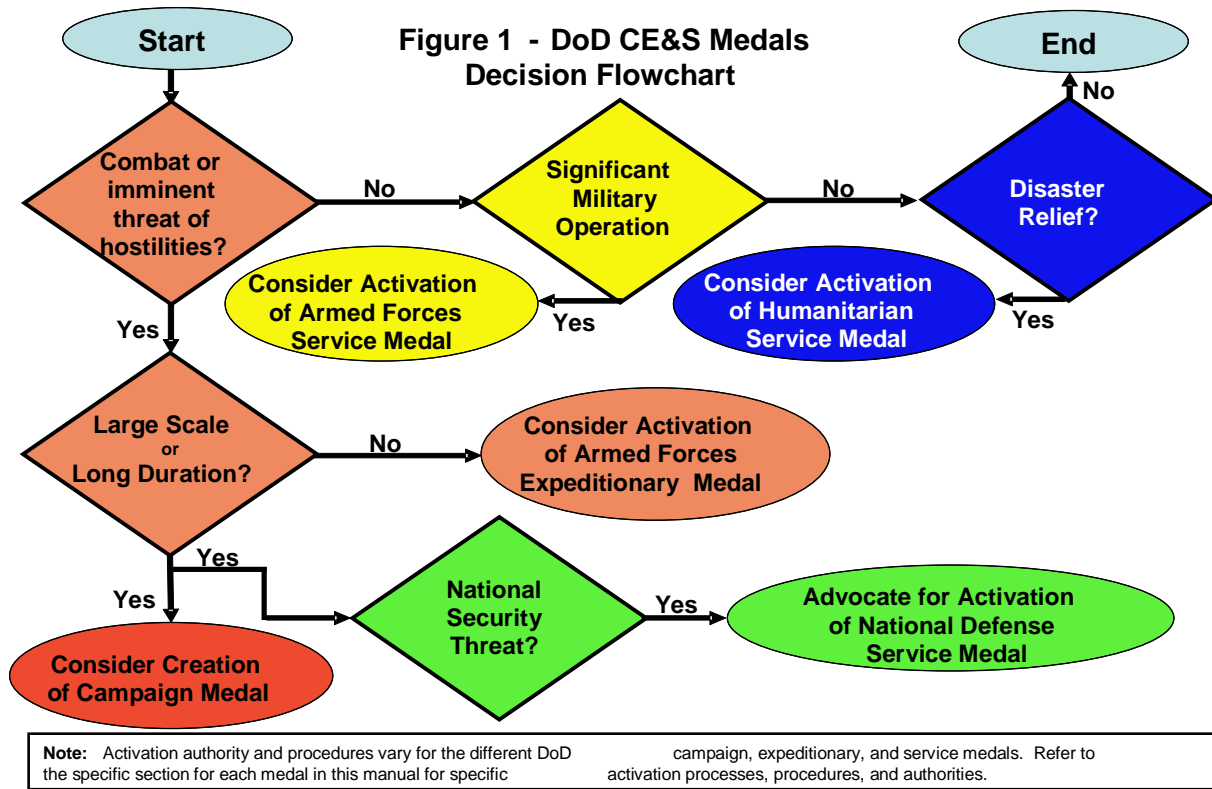 Start
Figure 1 - DoD CE&S Medals
Decision Flowchart
End
No
Combat or
imminent
threat of
hostilities?
No
Significant
Military
Operation
No
Disaster
Relief?
Consider Activation
of Armed Forces
Service Medal
Yes
Consider Activation
of Humanitarian
Service Medal
Yes
Yes
Large Scale
or
Long Duration?
No
Consider Activation
of Armed Forces
Expeditionary Medal
Yes
Yes
National
Security
Threat?
Yes
Advocate for Activation
of National Defense
Service Medal
Consider Creation
of Campaign Medal
Note: Activation authority and procedures vary for the different DoD campaign, expeditionary, and service medals. Refer to
the specific section for each medal in this manual for specific activation processes, procedures, and authorities.